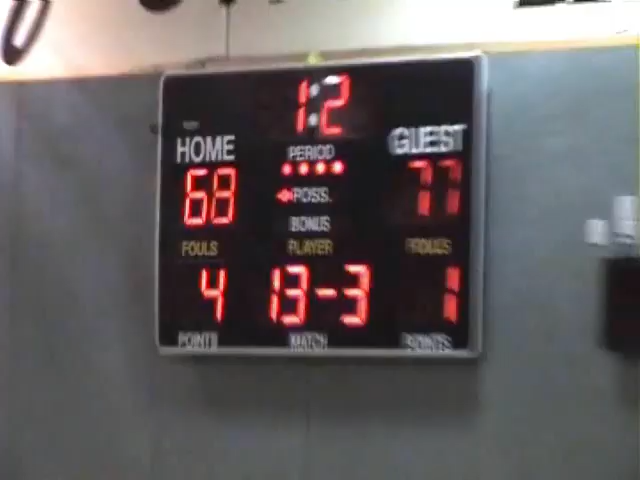 1:2
HOME PERIOD GUEST
68 77
POSS.
BONUS
FOULS PLAYER FOULS
4 13-3 1
POINTS MATCH POINTS